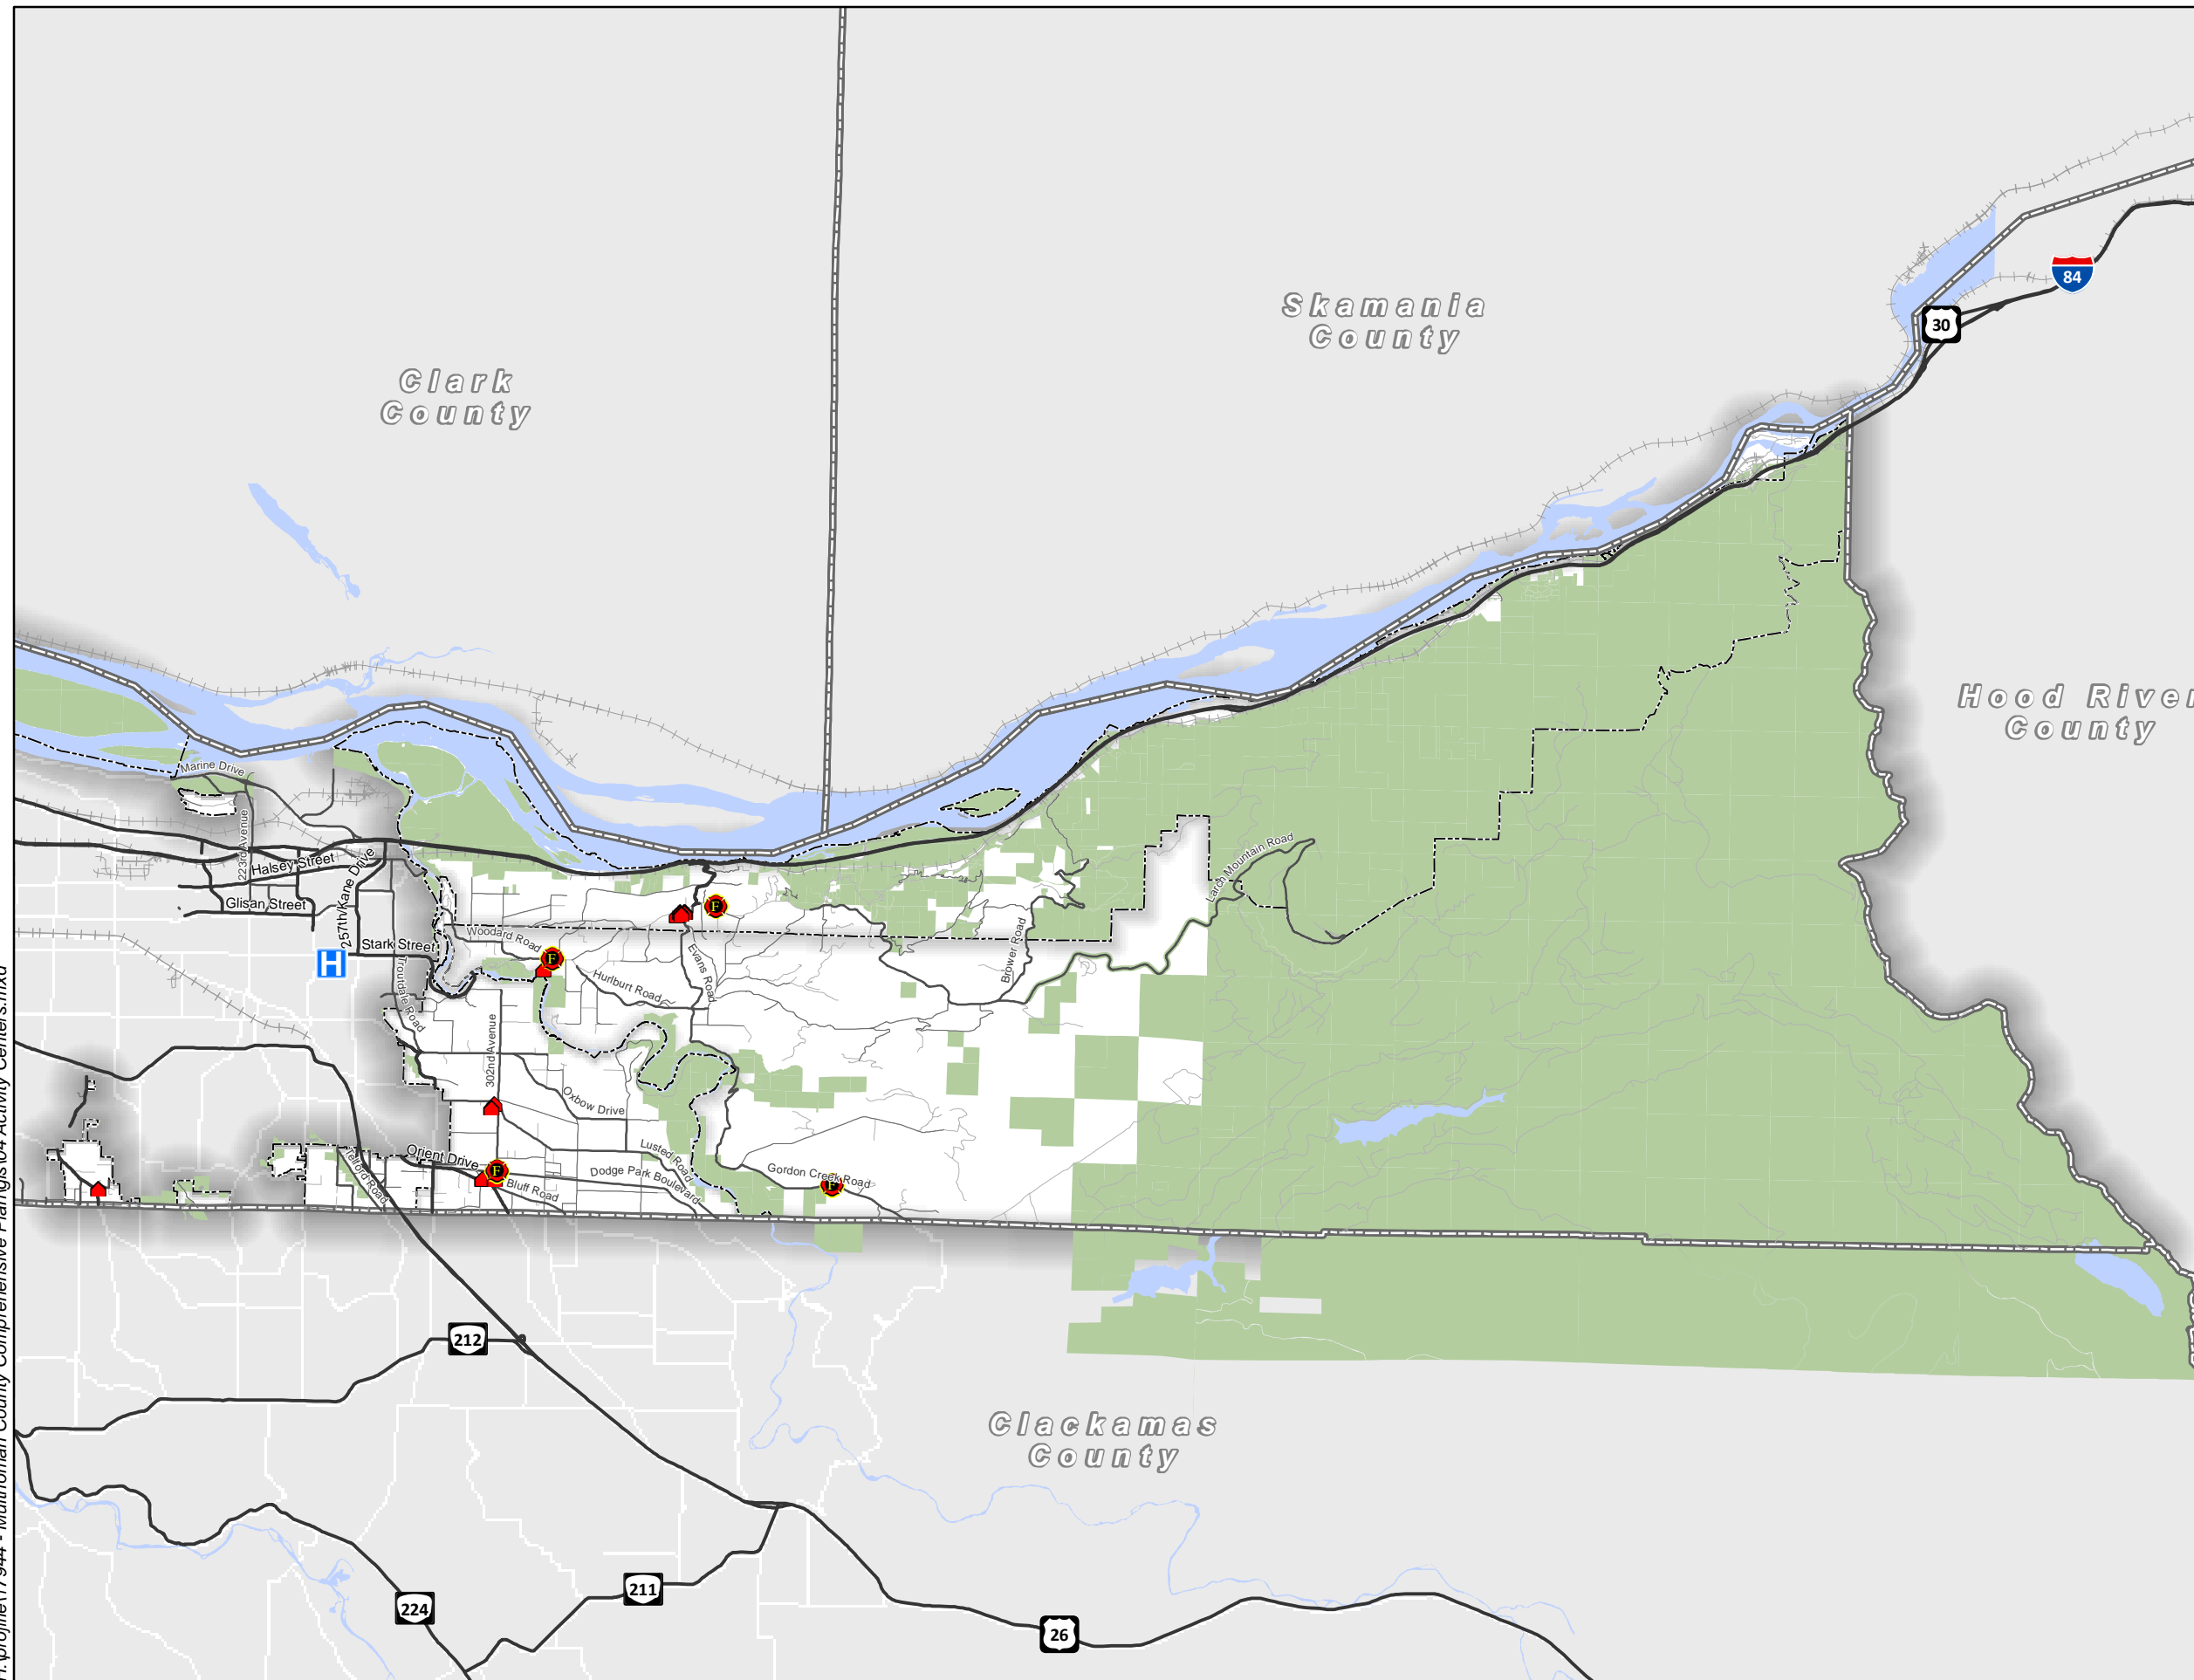 84
30
Skamania
County
Clark
County
Hood River
County
Marine Drive
223rd Avenue
Halsey Street
257th/Kane Drive
Glisan Street
Larch Mountain Road
F
Stark Street
Woodard Road
F
H
Evans Road
Brower Road
Troutdale Road
Hurlburt Road
302nd Avenue
Oxbow Drive
Orient Drive
Lusted Road
Telford Road
F
Bluff Road
Dodge Park Boulevard
Gordon Creek Road
F
212
Clackamas
County
211
224
26